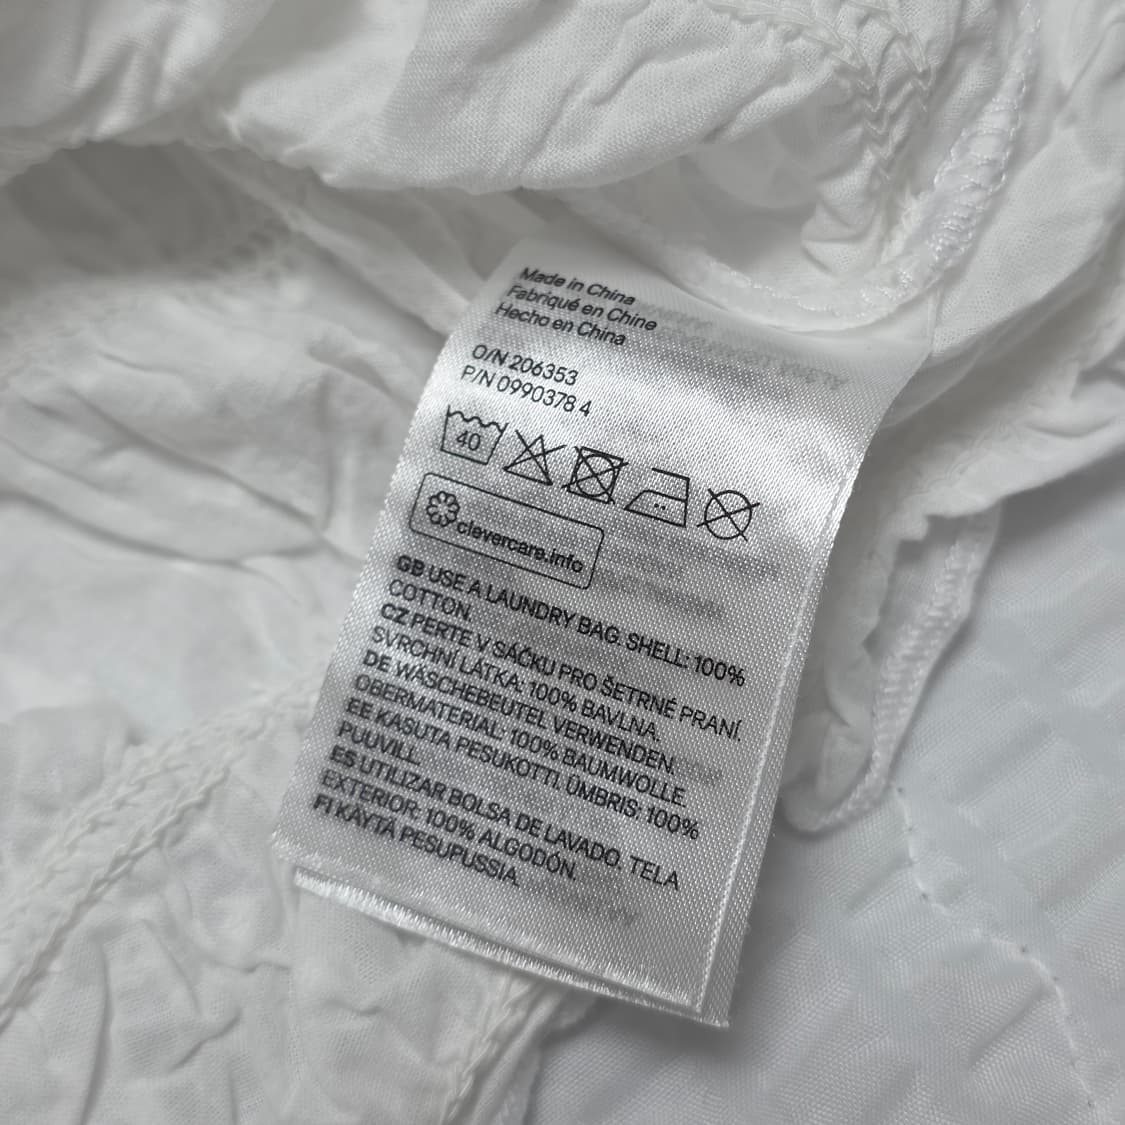 Made in China
Fabriqué en Chine
Hecho en China
O/N 206353
P/N 0990378 4
40
clevercare.info
GB USE A LAUNDRY BAG. SHELL: 100%
COTTON.
CZ PERTE V SÁČKU PRO ŠETRNÉ PRANÍ.
SVRCHNÍ LÁTKA: 100% BAVLNA.
DE WÄSCHEBEUTEL VERWENDEN.
OBERMATERIAL: 100% BAUMWOLLE.
EE KASUTA PESUKOTTI. ÜMBRIS: 100%
PUUVILL.
ES UTILIZAR BOLSA DE LAVADO. TELA
EXTERIOR: 100% ALGODÓN.
FI KÄYTÄ PESUPUSSIA.